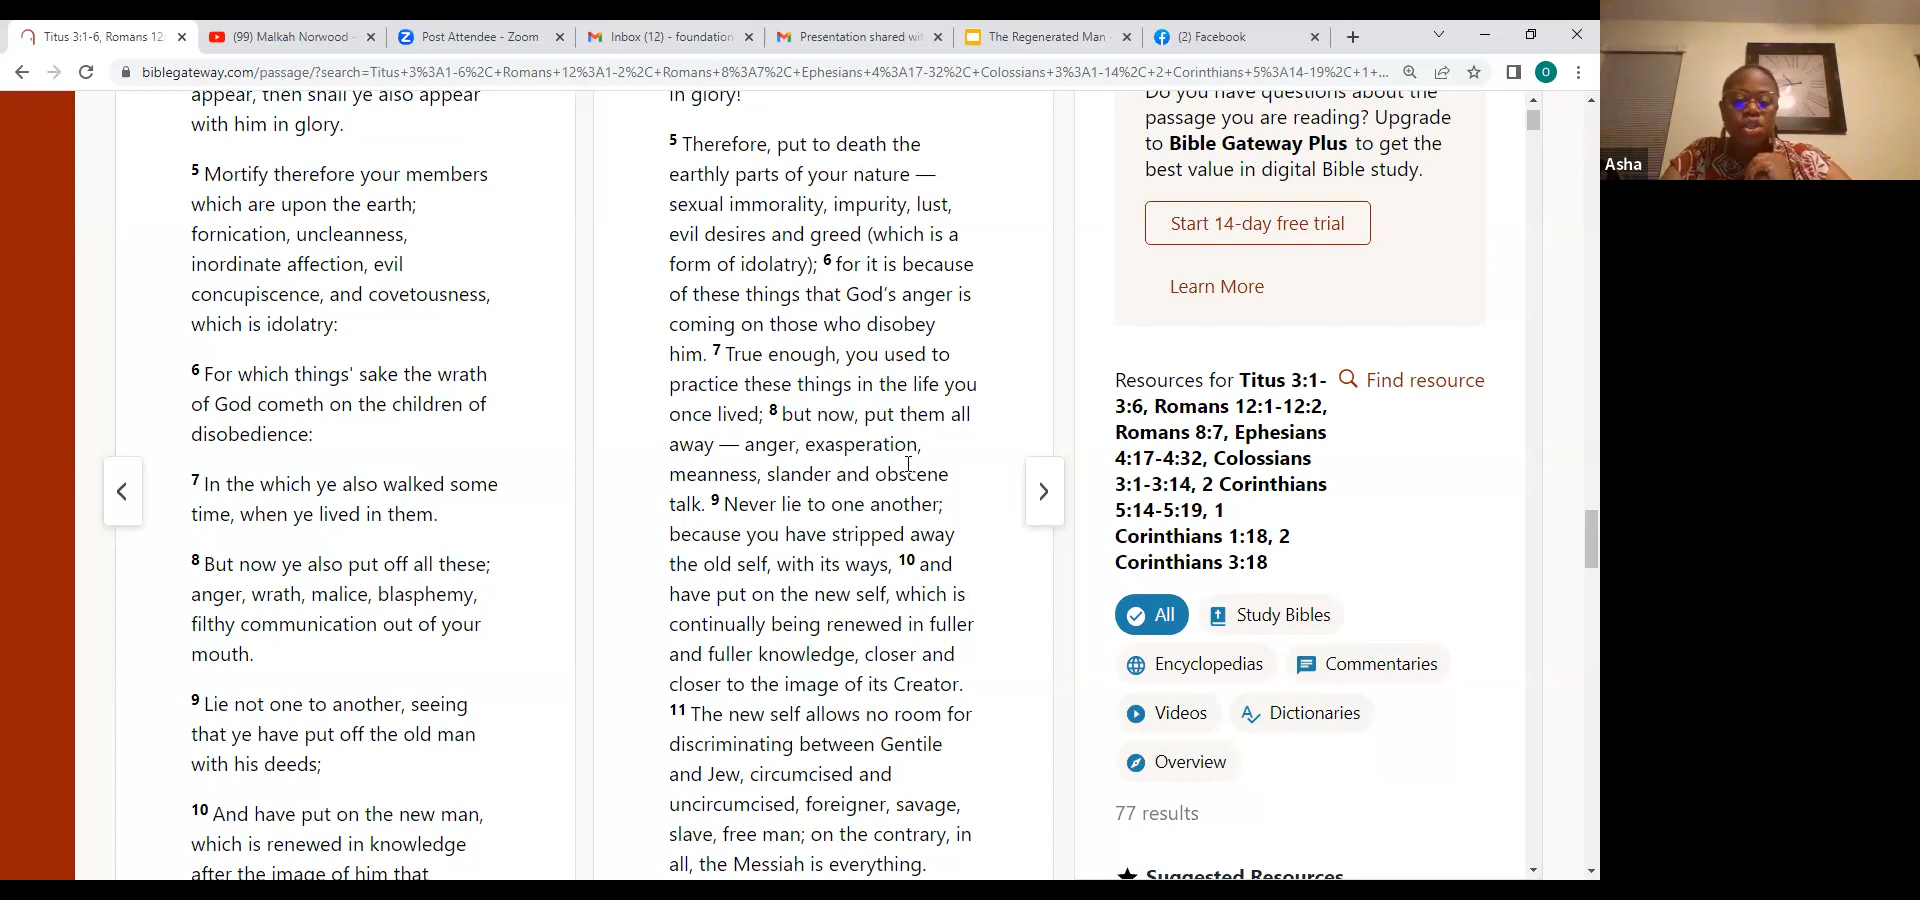 Titus 3:1-6, Romans 12
(99) Malkah Norwood -
Post Attendee - Zoom
Inbox (12) - foundation
Presentation shared wit
The Regenerated Man -
(2) Facebook
biblegateway.com/passage/?search=Titus+3%3A1-6%2C+Romans+12%3A1-2%2C+Romans+8%3A7%2C+Ephesians+4%3A17-32%2C+Colossians+3%3A1-14%2C+2+Corinthians+5%3A14-19%2C+1+...
O
appear, then shall ye also appear
with him in glory.
5 Mortify therefore your members
which are upon the earth;
fornication, uncleanness,
inordinate affection, evil
concupiscence, and covetousness,
which is idolatry:
6 For which things' sake the wrath
of God cometh on the children of
disobedience:
7 In the which ye also walked some
time, when ye lived in them.
8 But now ye also put off all these;
anger, wrath, malice, blasphemy,
filthy communication out of your
mouth.
9 Lie not one to another, seeing
that ye have put off the old man
with his deeds;
10 And have put on the new man,
which is renewed in knowledge
after the image of him that
in glory!
5 Therefore, put to death the
earthly parts of your nature —
sexual immorality, impurity, lust,
evil desires and greed (which is a
form of idolatry); 6 for it is because
of these things that God's anger is
coming on those who disobey
him. 7 True enough, you used to
practice these things in the life you
once lived; 8 but now, put them all
away — anger, exasperation,
meanness, slander and obscene
talk. 9 Never lie to one another;
because you have stripped away
the old self, with its ways, 10 and
have put on the new self, which is
continually being renewed in fuller
and fuller knowledge, closer and
closer to the image of its Creator.
11 The new self allows no room for
discriminating between Gentile
and Jew, circumcised and
uncircumcised, foreigner, savage,
slave, free man; on the contrary, in
all, the Messiah is everything.
Do you have questions about the
passage you are reading? Upgrade
to Bible Gateway Plus to get the
best value in digital Bible study.
Start 14-day free trial
Learn More
Resources for Titus 3:1-
3:6, Romans 12:1-12:2,
Romans 8:7, Ephesians
4:17-4:32, Colossians
3:1-3:14, 2 Corinthians
5:14-5:19, 1
Corinthians 1:18, 2
Corinthians 3:18
Find resource
All
Study Bibles
Encyclopedias
Commentaries
Videos
Dictionaries
Overview
77 results
Suggested Resources
Asha